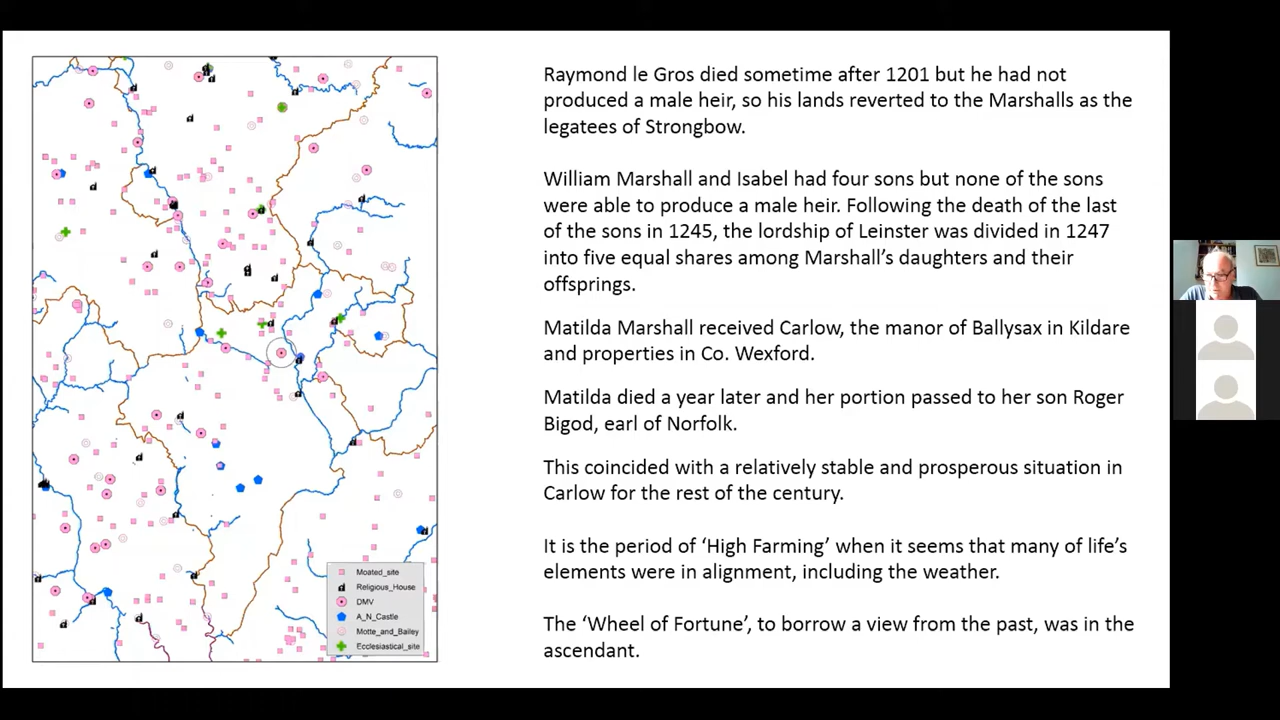 Raymond le Gros died sometime after 1201 but he had not
produced a male heir, so his lands reverted to the Marshalls as the
legatees of Strongbow.
William Marshall and Isabel had four sons but none of the sons
were able to produce a male heir. Following the death of the last
of the sons in 1245, the lordship of Leinster was divided in 1247
into five equal shares among Marshall’s daughters and their
offsprings.
Matilda Marshall received Carlow, the manor of Ballysax in Kildare
and properties in Co. Wexford.
Matilda died a year later and her portion passed to her son Roger
Bigod, earl of Norfolk.
This coincided with a relatively stable and prosperous situation in
Carlow for the rest of the century.
It is the period of ‘High Farming’ when it seems that many of life’s
elements were in alignment, including the weather.
The ‘Wheel of Fortune’, to borrow a view from the past, was in the
ascendant.
Moated_site
Religious_House
DMV
A_N_Castle
Motte_and_Bailey
Ecclesiastical_site